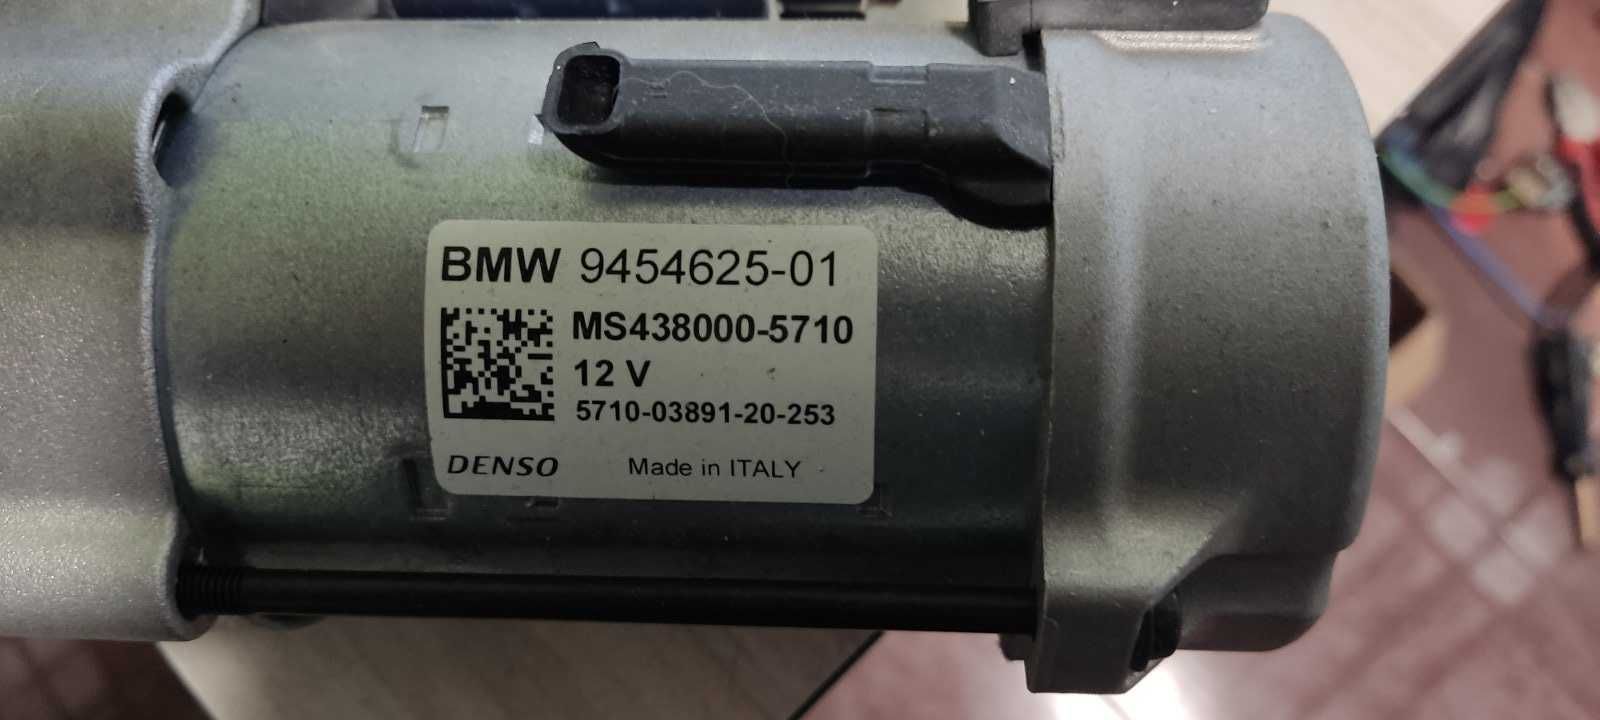 BMW 9454625-01
MS438000-5710
12 V
5710-03891-20-253
DENSO Made in ITALY